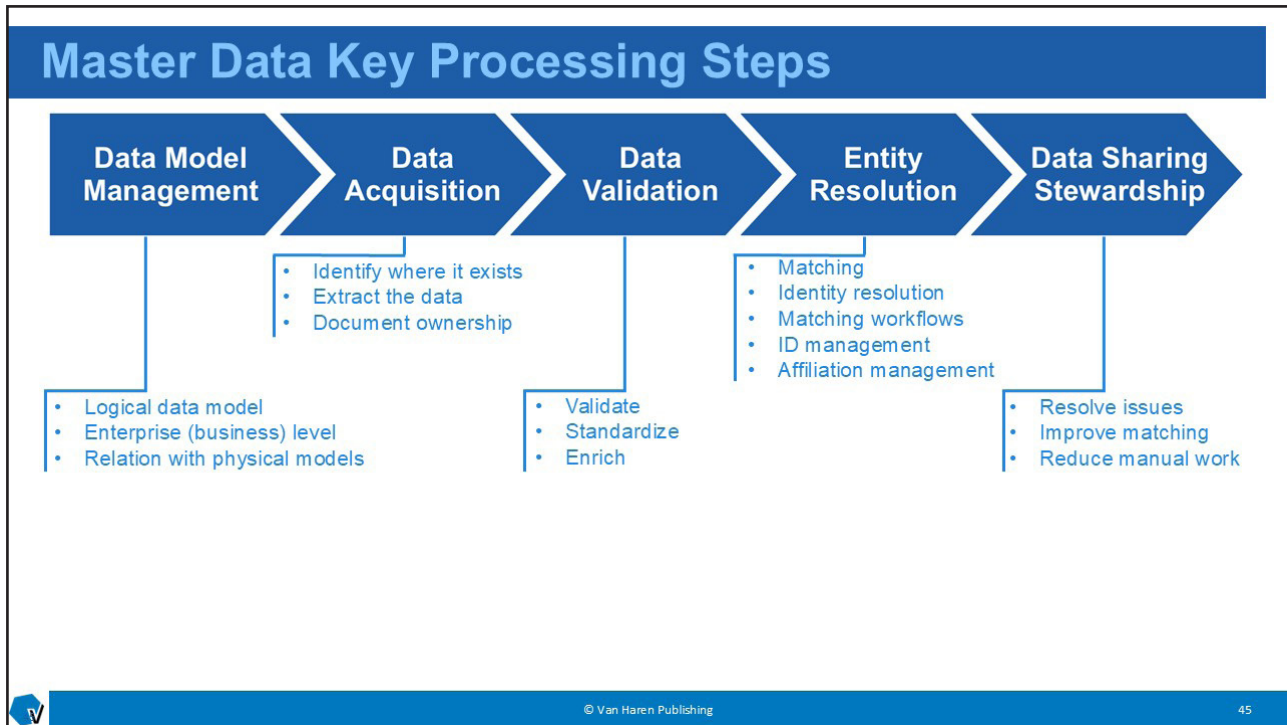 Master Data Key Processing Steps
Data Model
Management
Data
Acquisition
Data
Validation
Entity
Resolution
Data Sharing
Stewardship
• Identify where it exists
• Extract the data
• Document ownership
• Matching
• Identity resolution
• Matching workflows
• ID management
• Affiliation management
• Logical data model
• Enterprise (business) level
• Relation with physical models
• Validate
• Standardize
• Enrich
• Resolve issues
• Improve matching
• Reduce manual work
V
© Van Haren Publishing
45